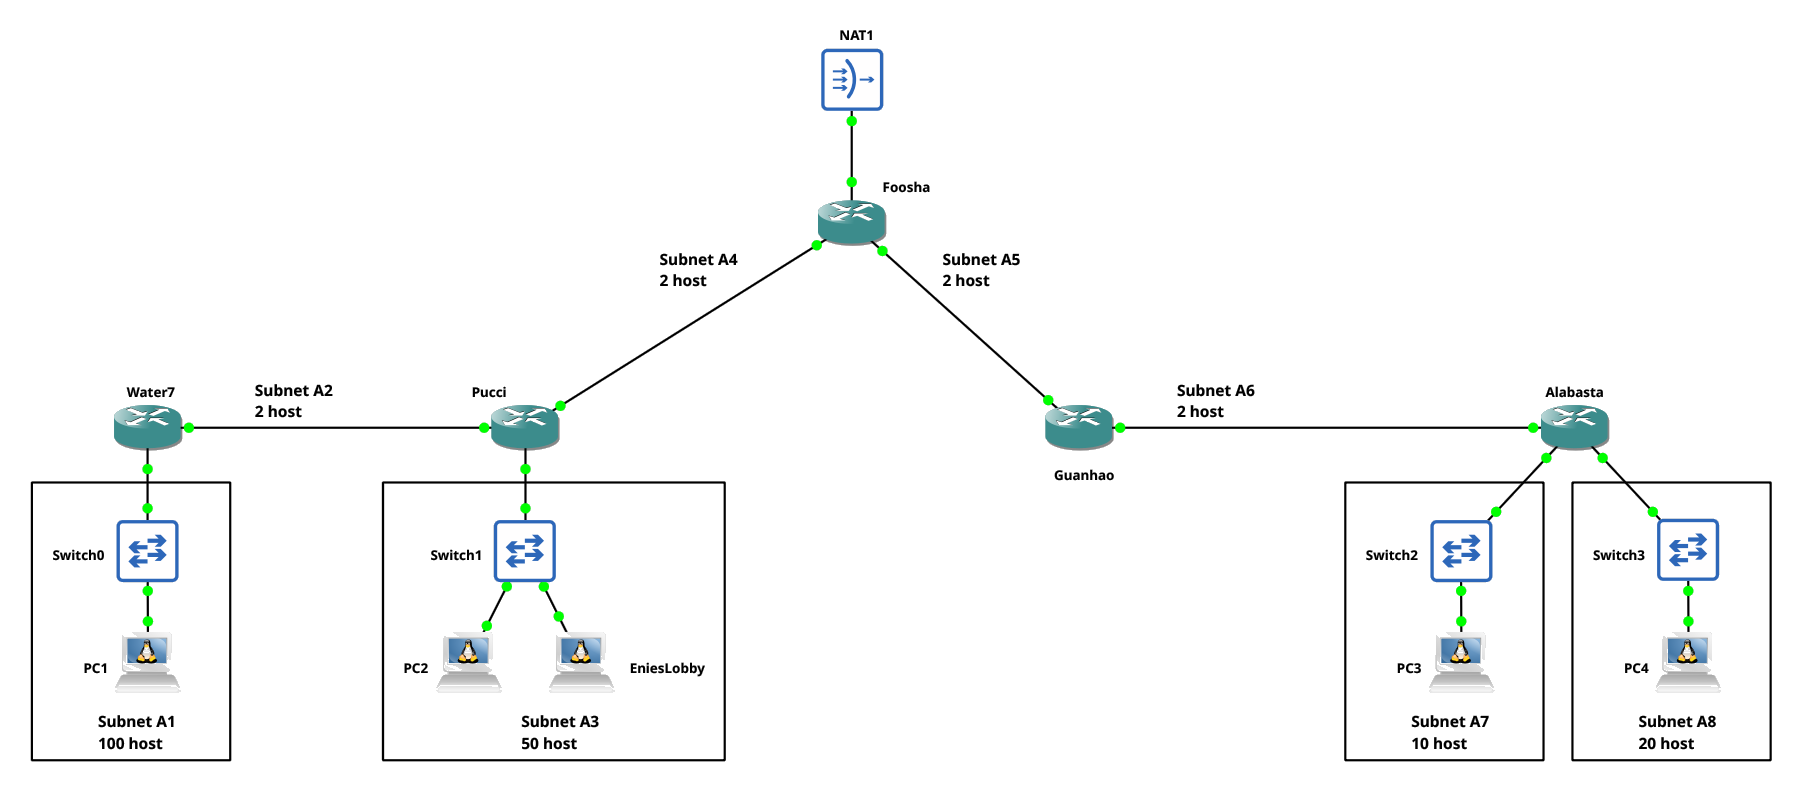 NAT1
Foosha
Subnet A4
2 host
Subnet A5
2 host
Water7
Subnet A2
2 host
Pucci
Subnet A6
2 host
Alabasta
Guanhao
Switch0
Switch1
Switch2
Switch3
PC1
PC2
EniesLobby
PC3
PC4
Subnet A1
100 host
Subnet A3
50 host
Subnet A7
10 host
Subnet A8
20 host